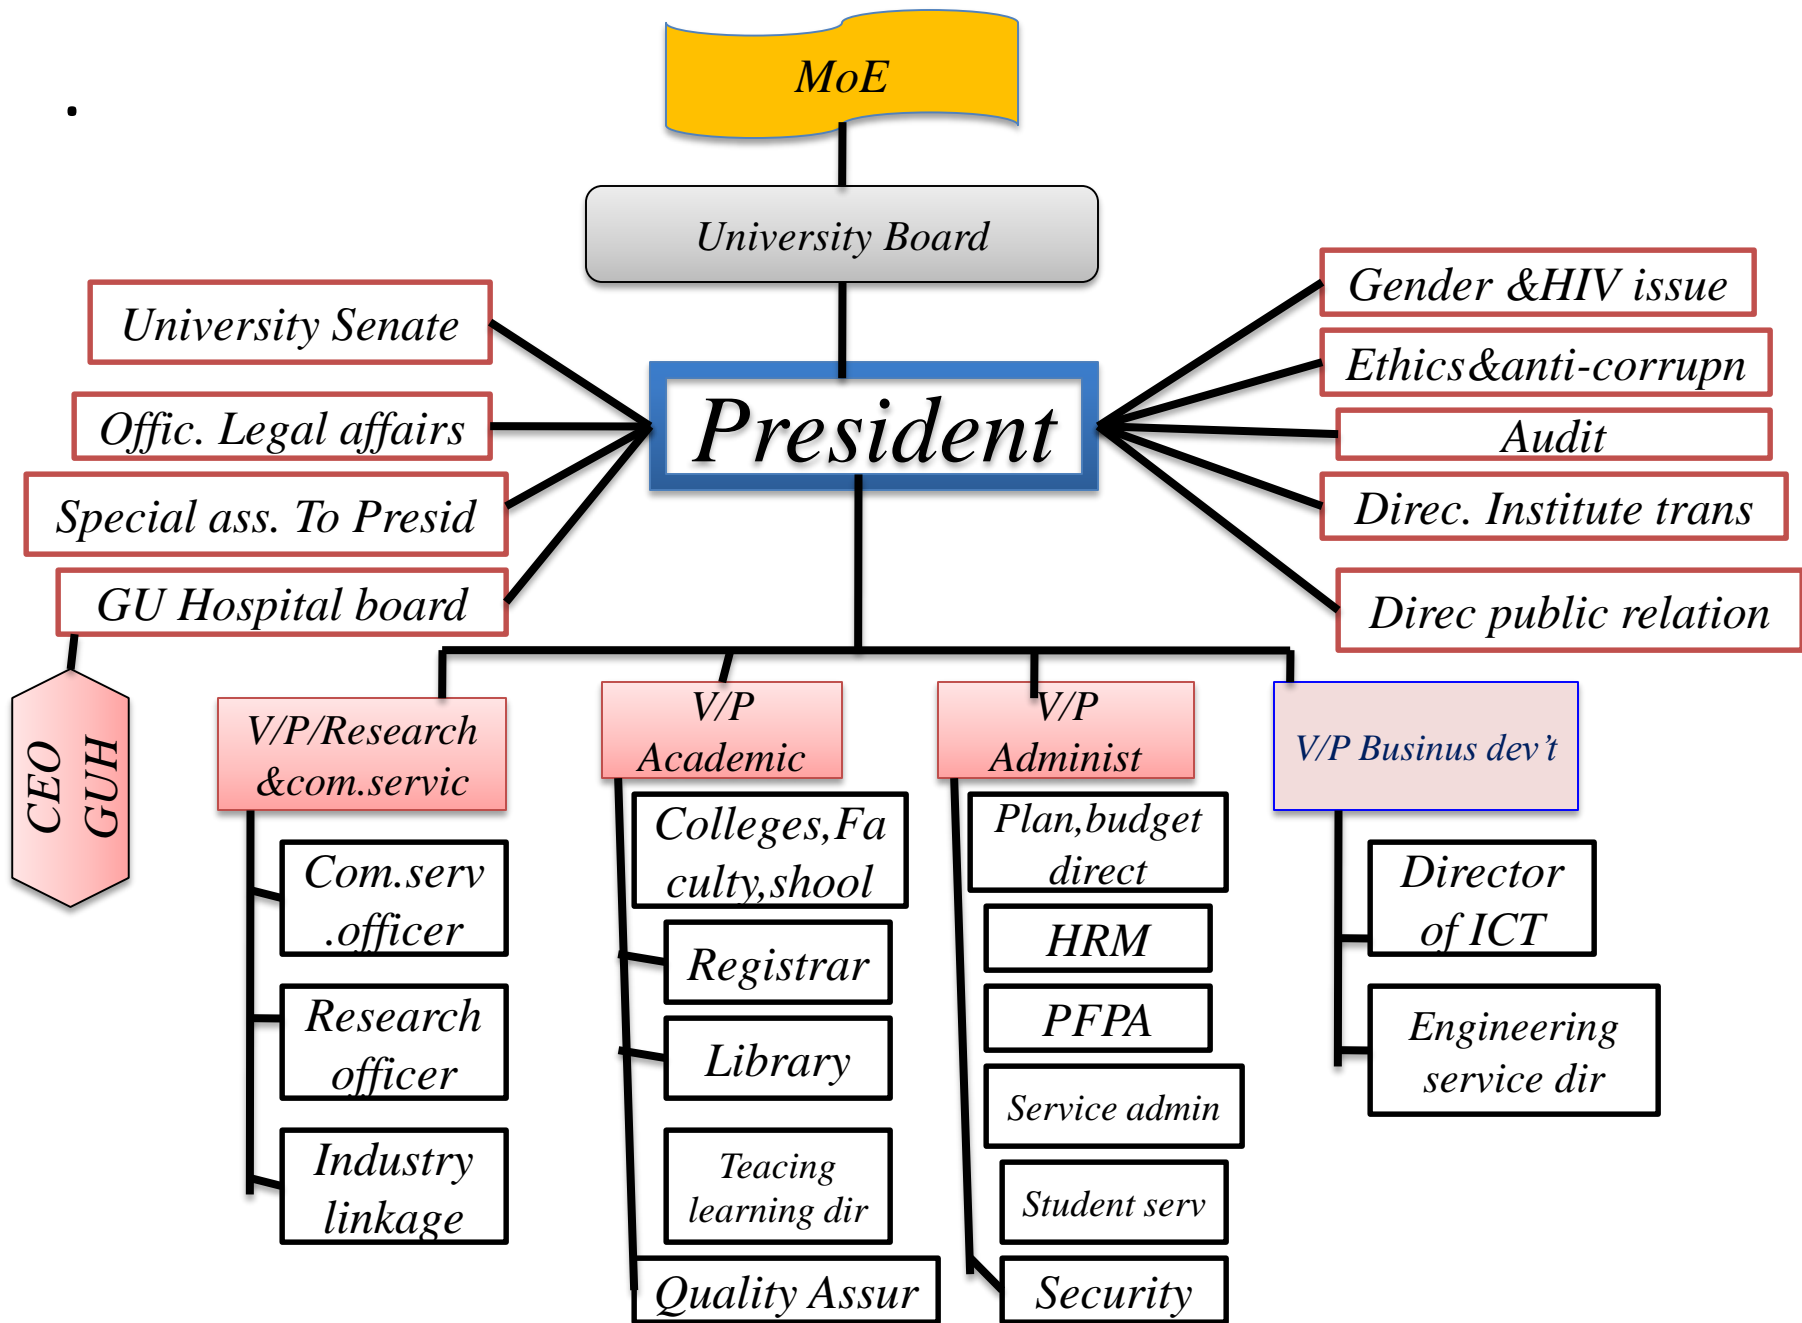 MoE
.
University Board
University Senate
Offic. Legal affairs
Special ass. To Presid
GU Hospital board
President
Gender &HIV issue
Ethics&anti-corrupn
Audit
Direc. Institute trans
Direc public relation
CEO
GUH
V/P/Research
&com.servic
Com.serv
.officer
Research
officer
Industry
linkage
V/P
Academic
Colleges,Fa
culty,shool
Registrar
Library
Teacing
learning dir
Quality Assur
V/P
Administ
Plan,budget
direct
HRM
PFPA
Service admin
Student serv
Security
V/P Businus dev’t
Director
of ICT
Engineering
service dir